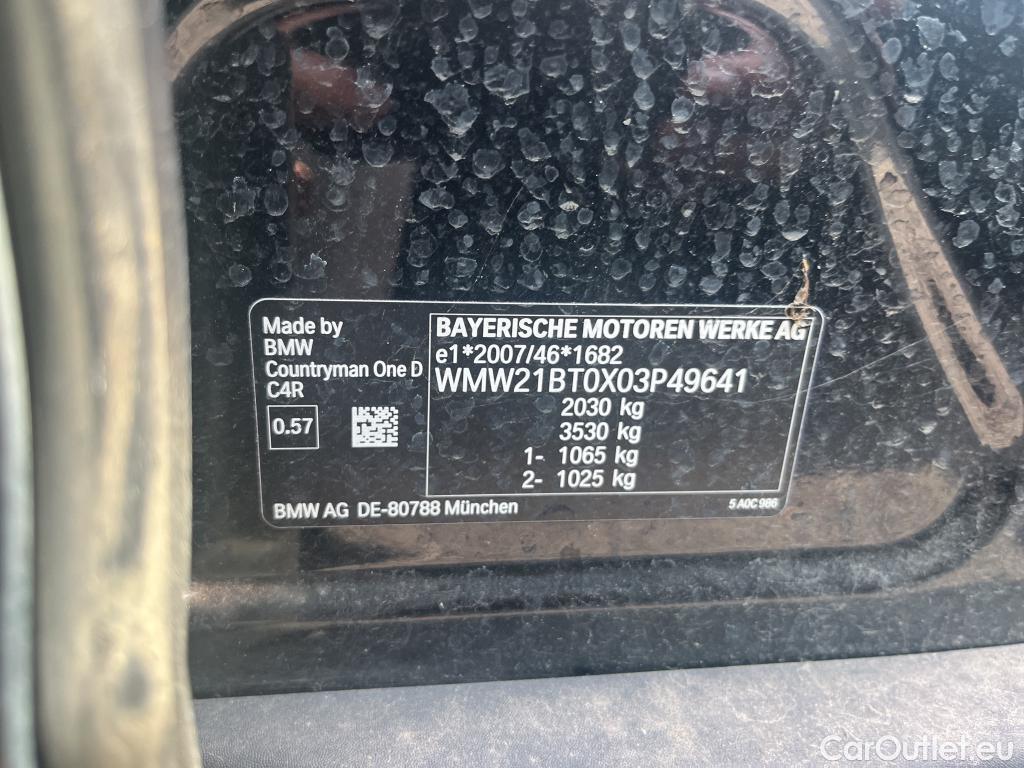 Made by
BMW
Countryman One D
C4R
0.57
BAYERISCHE MOTOREN WERKE AG
e1*2007/46*1682
WMW21BT0X03P49641
2030 kg
3530 kg
1- 1065 kg
2- 1025 kg
BMW AG DE-80788 München
5 A0C 986
CarOutlet.eu